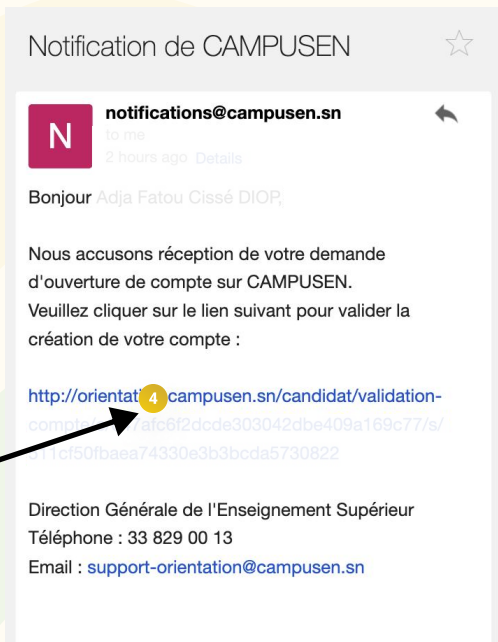 Notification de CAMPUSEN
N
notifications@campusen.sn
to me
2 hours ago Details
Bonjour Adja Fatou Cissé DIOP,
Nous accusons réception de votre demande
d'ouverture de compte sur CAMPUSEN.
Veuillez cliquer sur le lien suivant pour valider la
création de votre compte :
http://orientati 4 campusen.sn/candidat/validation-
afc6f2dcde303042dbe409a169c77/s/
511cf50fbaea74330e3b3bcda5730822
Direction Générale de l'Enseignement Supérieur
Téléphone : 33 829 00 13
Email : support-orientation@campusen.sn